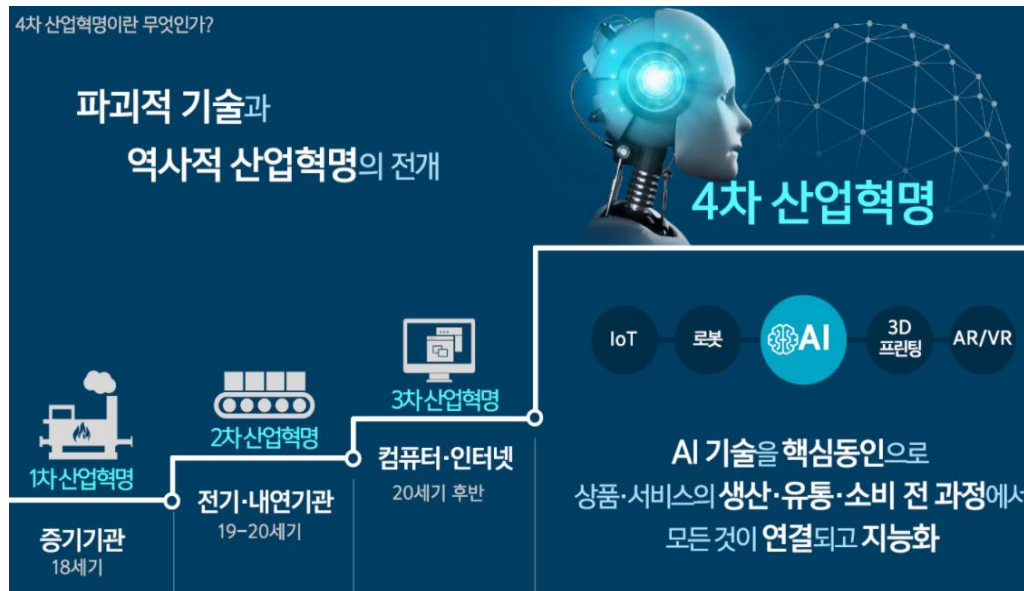 4차 산업혁명이란 무엇인가?
파괴적 기술과
역사적 산업혁명의 전개
4차 산업혁명
IoT
로봇
AI
3D
프린팅
AR/VR
3차 산업혁명
2차 산업혁명
1차 산업혁명
컴퓨터·인터넷
20세기 후반
전기·내연기관
19-20세기
증기기관
18세기
AI 기술을 핵심동인으로
상품·서비스의 생산·유통·소비 전 과정에서
모든 것이 연결되고 지능화